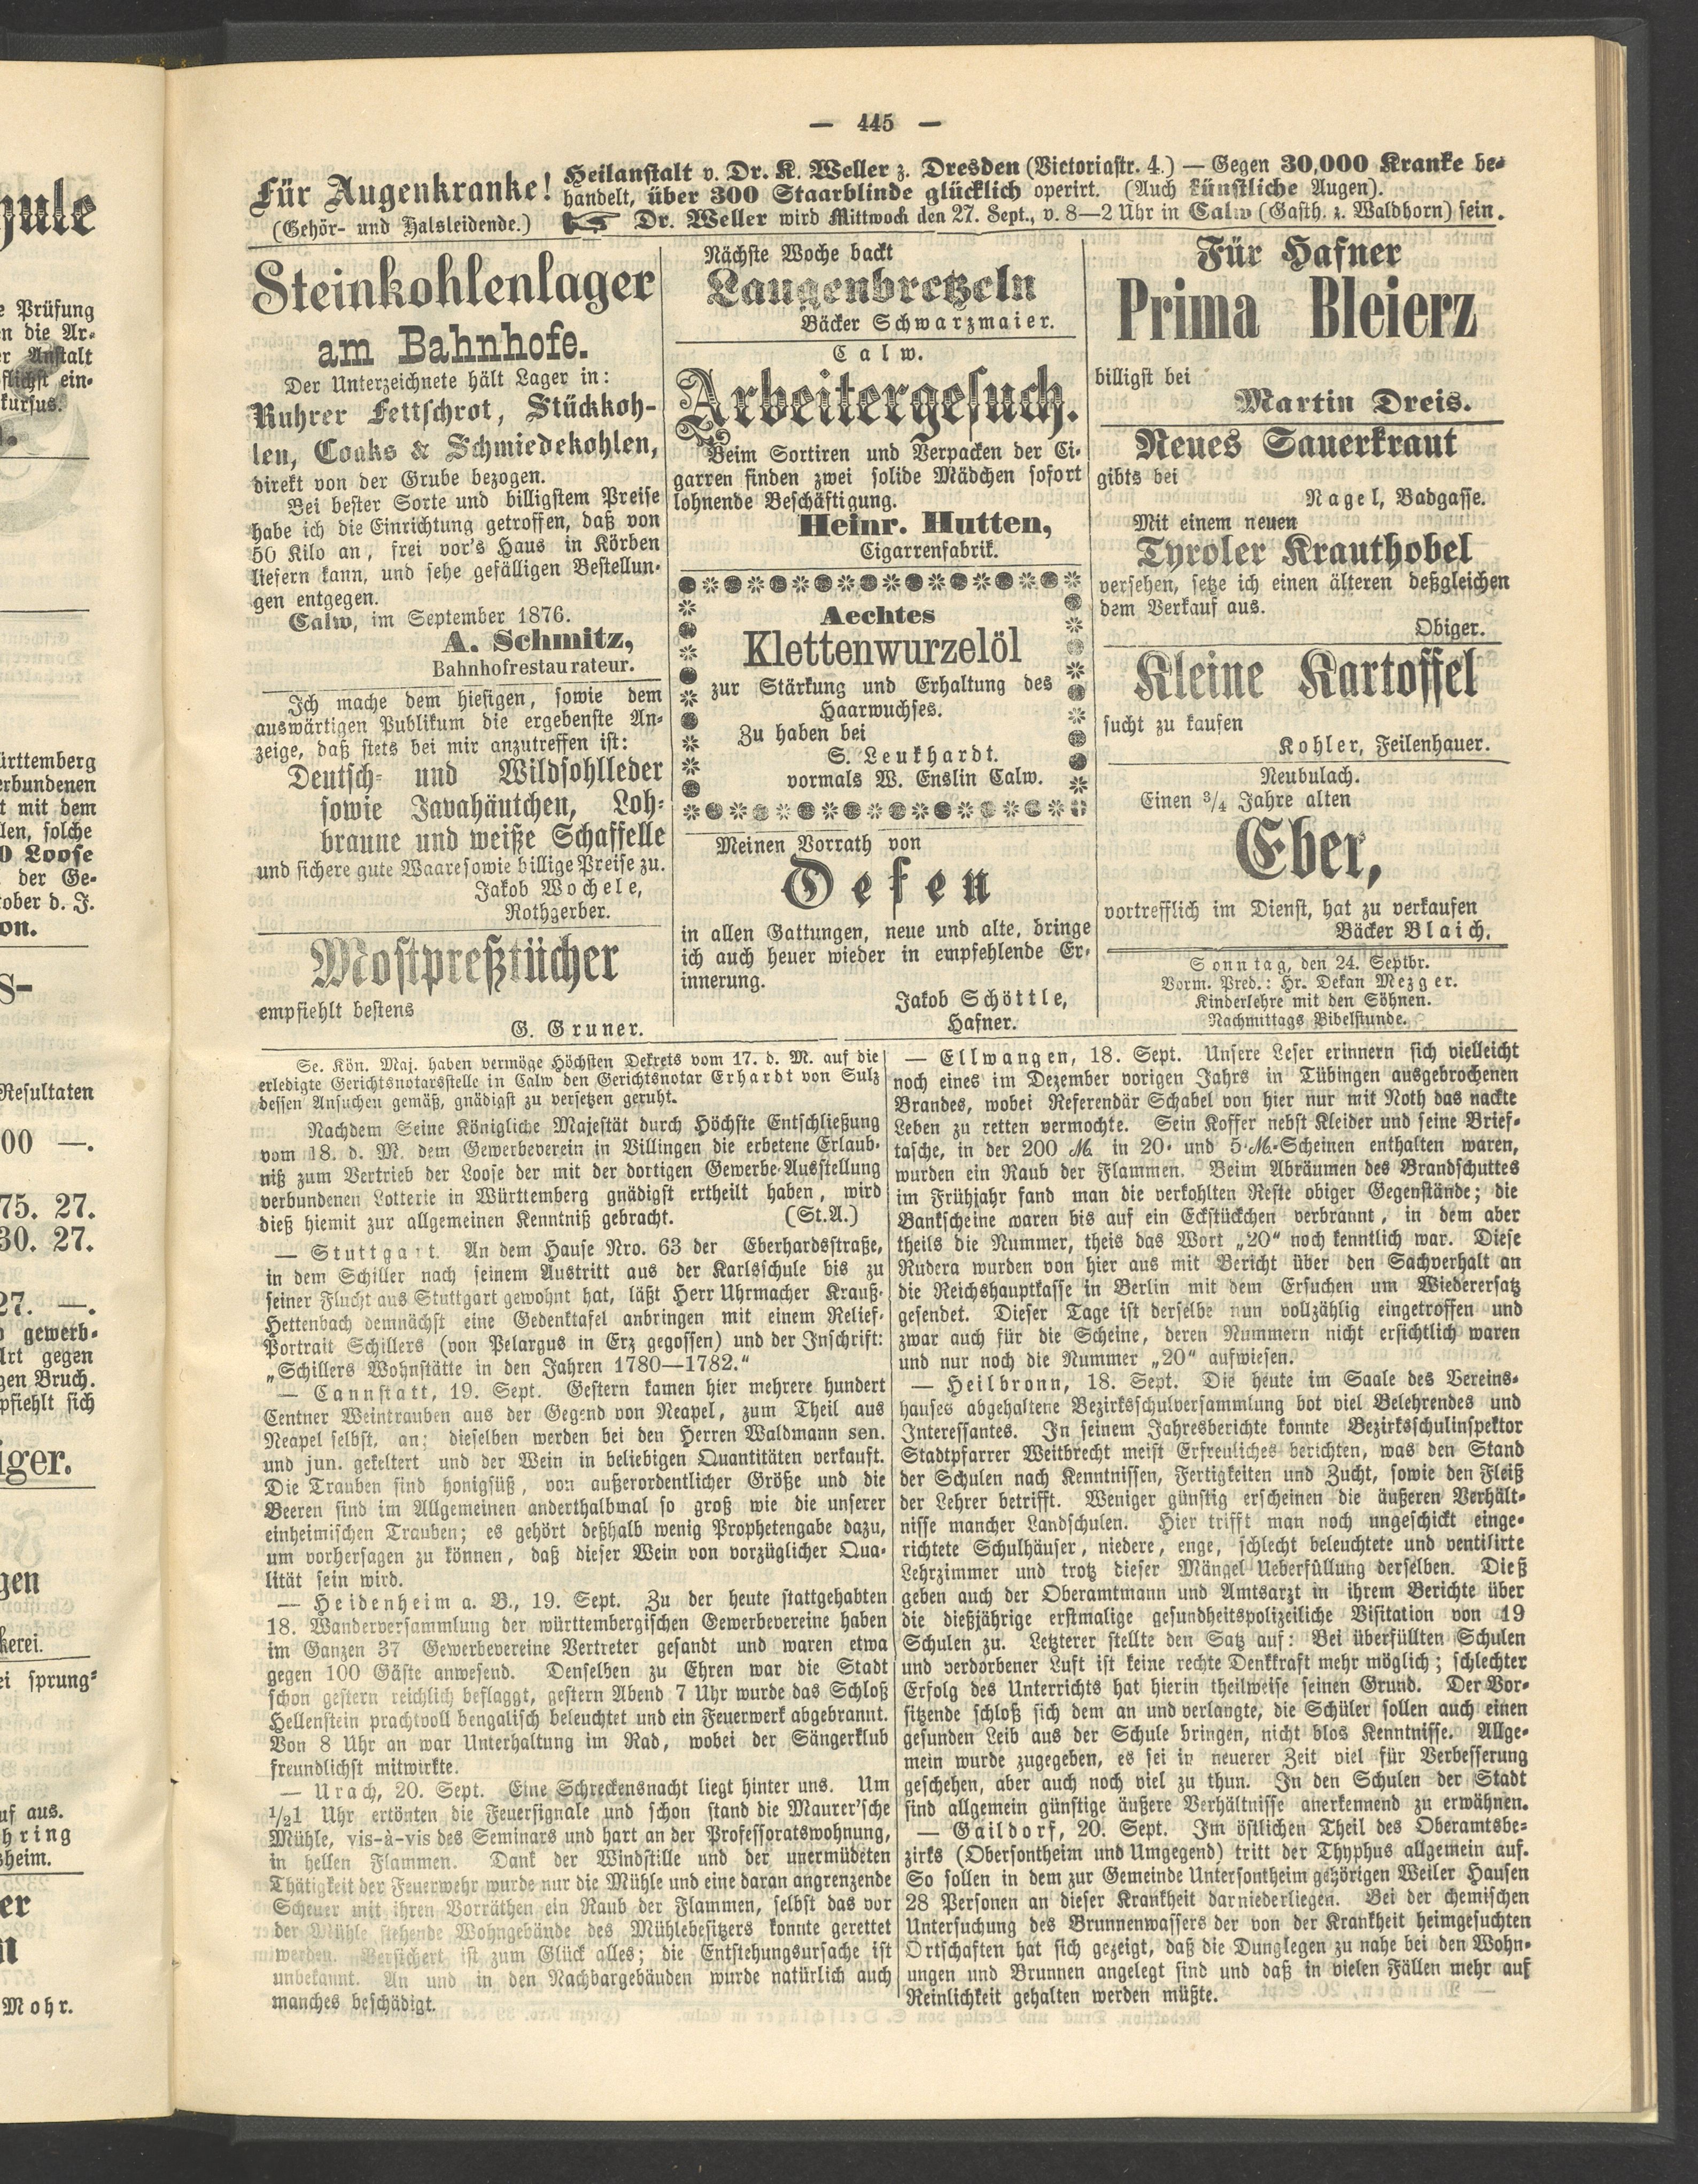 — 445 —
Für Augenkranke!
(Gehör- und Halsleidende.)
Heilanstalt v. Dr. K. Weller z. Dresden (Victoriastr. 4.) — Gegen 30,000 Kranke be-
handelt, über 300 Staarblinde glücklich operirt. (Auch künstliche Augen).
Dr. Weller wird Mittwoch den 27. Sept., v. 8—2 Uhr in Calw (Gasth. z. Waldhorn) sein.
Steinkohlenlager
am Bahnhofe.
Der Unterzeichnete hält Lager in:
Ruhrer Fettschrot, Stückkoh-
len, Coaks & Schmiedekohlen,
direkt von der Grube bezogen.
Bei bester Sorte und billigstem Preise
habe ich die Einrichtung getroffen, daß von
50 Kilo an, frei vor's Haus in Körben
liefern kann, und sehe gefälligen Bestellun-
gen entgegen.
Calw, im September 1876.
A. Schmitz,
Bahnhofrestaurateur.
Ich mache dem hiesigen, sowie dem
auswärtigen Publikum die ergebenste An-
zeige, daß stets bei mir anzutreffen ist:
Deutsch- und Wildsohlleder
sowie Javahäutchen, Loh-
braune und weiße Schaffelle
und sichere gute Waare sowie billige Preise zu.
Jakob Wochele,
Rothgerber.
Mostpreßtücher
empfiehlt bestens
G. Gruner.
Nächste Woche backt
Laugenbretzeln
Bäcker Schwarzmaier.
Calw.
Arbeitergesuch.
Beim Sortiren und Verpacken der Ci-
garren finden zwei solide Mädchen sofort
lohnende Beschäftigung.
Heinr. Hutten,
Cigarrenfabrik.
Aechtes
Klettenwurzelöl
zur Stärkung und Erhaltung des
Haarwuchses.
Zu haben bei
S. Leukhardt.
vormals W. Enslin Calw.
Meinen Vorrath von
Oefen
in allen Gattungen, neue und alte, bringe
ich auch heuer wieder in empfehlende Er-
innerung.
Jakob Schöttle,
Hafner.
Für Hafner
Prima Bleierz
billigst bei
Martin Dreis.
Neues Sauerkraut
gibts bei
Nagel, Badgasse.
Mit einem neuen
Tyroler Krauthobel
versehen, setze ich einen älteren deßgleichen
dem Verkauf aus.
Obiger.
Kleine Kartoffel
sucht zu kaufen
Kohler, Feilenhauer.
Neubulach.
Einen 3/4 Jahre alten
Eber,
vortrefflich im Dienst, hat zu verkaufen
Bäcker Blaich.
Sonntag, den 24. Septbr.
Vorm. Pred.: Hr. Dekan Mezger.
Kinderlehre mit den Söhnen.
Nachmittags Bibelstunde.
Se. Kön. Maj. haben vermöge Höchsten Dekrets vom 17. d. M. auf die
erledigte Gerichtsnotarsstelle in Calw den Gerichtsnotar Erhardt von Sulz
dessen Ansuchen gemäß, gnädigst zu versetzen geruht.
Nachdem Seine Königliche Majestät durch Höchste Entschließung
vom 18. d. M. dem Gewerbeverein in Villingen die erbetene Erlaub-
niß zum Vertrieb der Loose der mit der dortigen Gewerbe-Ausstellung
verbundenen Lotterie in Württemberg gnädigst ertheilt haben, wird
dieß hiemit zur allgemeinen Kenntniß gebracht. (St.A.)
— Stuttgart. An dem Hause Nro. 63 der Eberhardsstraße,
in dem Schiller nach seinem Austritt aus der Karlsschule bis zu
seiner Flucht aus Stuttgart gewohnt hat, läßt Herr Uhrmacher Krauß-
Hettenbach demnächst eine Gedenktafel anbringen mit einem Relief-
Portrait Schillers (von Pelargus in Erz gegossen) und der Inschrift:
„Schillers Wohnstätte in den Jahren 1780—1782.“
— Cannstatt, 19. Sept. Gestern kamen hier mehrere hundert
Centner Weintrauben aus der Gegend von Neapel, zum Theil aus
Neapel selbst, an; dieselben werden bei den Herren Waldmann sen.
und jun. gekeltert und der Wein in beliebigen Quantitäten verkauft.
Die Trauben sind honigsüß, von außerordentlicher Größe und die
Beeren sind im Allgemeinen anderthalbmal so groß wie die unserer
einheimischen Trauben; es gehört deßhalb wenig Prophetengabe dazu,
um vorhersagen zu können, daß dieser Wein von vorzüglicher Qua-
lität sein wird.
— Heidenheim a. B., 19. Sept. Zu der heute stattgehabten
18. Wanderversammlung der württembergischen Gewerbevereine haben
im Ganzen 37 Gewerbevereine Vertreter gesandt und waren etwa
gegen 100 Gäste anwesend. Denselben zu Ehren war die Stadt
schon gestern reichlich beflaggt, gestern Abend 7 Uhr wurde das Schloß
Hellenstein prachtvoll bengalisch beleuchtet und ein Feuerwerk abgebrannt.
Von 8 Uhr an war Unterhaltung im Rad, wobei der Sängerklub
freundlichst mitwirkte.
— Urach, 20. Sept. Eine Schreckensnacht liegt hinter uns. Um
1/21 Uhr ertönten die Feuersignale und schon stand die Maurer'sche
Mühle, vis-à-vis des Seminars und hart an der Professoratswohnung,
in hellen Flammen. Dank der Windstille und der unermüdeten
Thätigkeit der Feuerwehr wurde nur die Mühle und eine daran angrenzende
Scheuer mit ihren Vorräthen ein Raub der Flammen, selbst das vor
der Mühle stehende Wohngebände des Mühlebesitzers konnte gerettet
werden. Versichert ist zum Glück alles; die Entstehungsursache ist
unbekannt. An und in den Nachbargebäuden wurde natürlich auch
manches beschädigt.
— Ellwangen, 18. Sept. Unsere Leser erinnern sich vielleicht
noch eines im Dezember vorigen Jahrs in Tübingen ausgebrochenen
Brandes, wobei Referendär Schabel von hier nur mit Noth das nackte
Leben zu retten vermochte. Sein Koffer nebst Kleider und seine Brief-
tasche, in der 200 M. in 20- und 5-M.-Scheinen enthalten waren,
wurden ein Raub der Flammen. Beim Abräumen des Brandschuttes
im Frühjahr fand man die verkohlten Reste obiger Gegenstände; die
Bankscheine waren bis auf ein Eckstückchen verbrannt, in dem aber
theils die Nummer, theis das Wort „20“ noch kenntlich war. Diese
Rudera wurden von hier aus mit Bericht über den Sachverhalt an
die Reichshauptkasse in Berlin mit dem Ersuchen um Wiederersatz
gesendet. Dieser Tage ist derselbe nun vollzählig eingetroffen und
zwar auch für die Scheine, deren Nummern nicht ersichtlich waren
und nur noch die Nummer „20“ aufwiesen.
— Heilbronn, 18. Sept. Die heute im Saale des Vereins-
hauses abgehaltene Bezirksschulversammlung bot viel Belehrendes und
Interessantes. In seinem Jahresberichte konnte Bezirksschulinspektor
Stadtpfarrer Weitbrecht meist Erfreuliches berichten, was den Stand
der Schulen nach Kenntnissen, Fertigkeiten und Zucht, sowie den Fleiß
der Lehrer betrifft. Weniger günstig erscheinen die äußeren Verhält-
nisse mancher Landschulen. Hier trifft man noch ungeschickt einge-
richtete Schulhäuser, niedere, enge, schlecht beleuchtete und ventilirte
Lehrzimmer und trotz dieser Mängel Ueberfüllung derselben. Dieß
geben auch der Oberamtmann und Amtsarzt in ihrem Berichte über
die dießjährige erstmalige gesundheitspolizeiliche Visitation von 19
Schulen zu. Letzterer stellte den Satz auf: Bei überfüllten Schulen
und verdorbener Luft ist keine rechte Denkkraft mehr möglich; schlechter
Erfolg des Unterrichts hat hierin theilweise seinen Grund. Der Vor-
sitzende schloß sich dem an und verlangte, die Schüler sollen auch einen
gesunden Leib aus der Schule bringen, nicht blos Kenntnisse. Allge-
mein wurde zugegeben, es sei in neuerer Zeit viel für Verbesserung
geschehen, aber auch noch viel zu thun. In den Schulen der Stadt
sind allgemein günstige äußere Verhältnisse anerkennend zu erwähnen.
— Gaildorf, 20. Sept. Im östlichen Theil des Oberamtsbe-
zirks (Obersontheim und Umgegend) tritt der Thyphus allgemein auf.
So sollen in dem zur Gemeinde Untersontheim gehörigen Weiler Hausen
28 Personen an dieser Krankheit darniederliegen. Bei der chemischen
Untersuchung des Brunnenwassers der von der Krankheit heimgesuchten
Ortschaften hat sich gezeigt, daß die Dunglegen zu nahe bei den Wohn-
ungen und Brunnen angelegt sind und daß in vielen Fällen mehr auf
Reinlichkeit gehalten werden müßte.